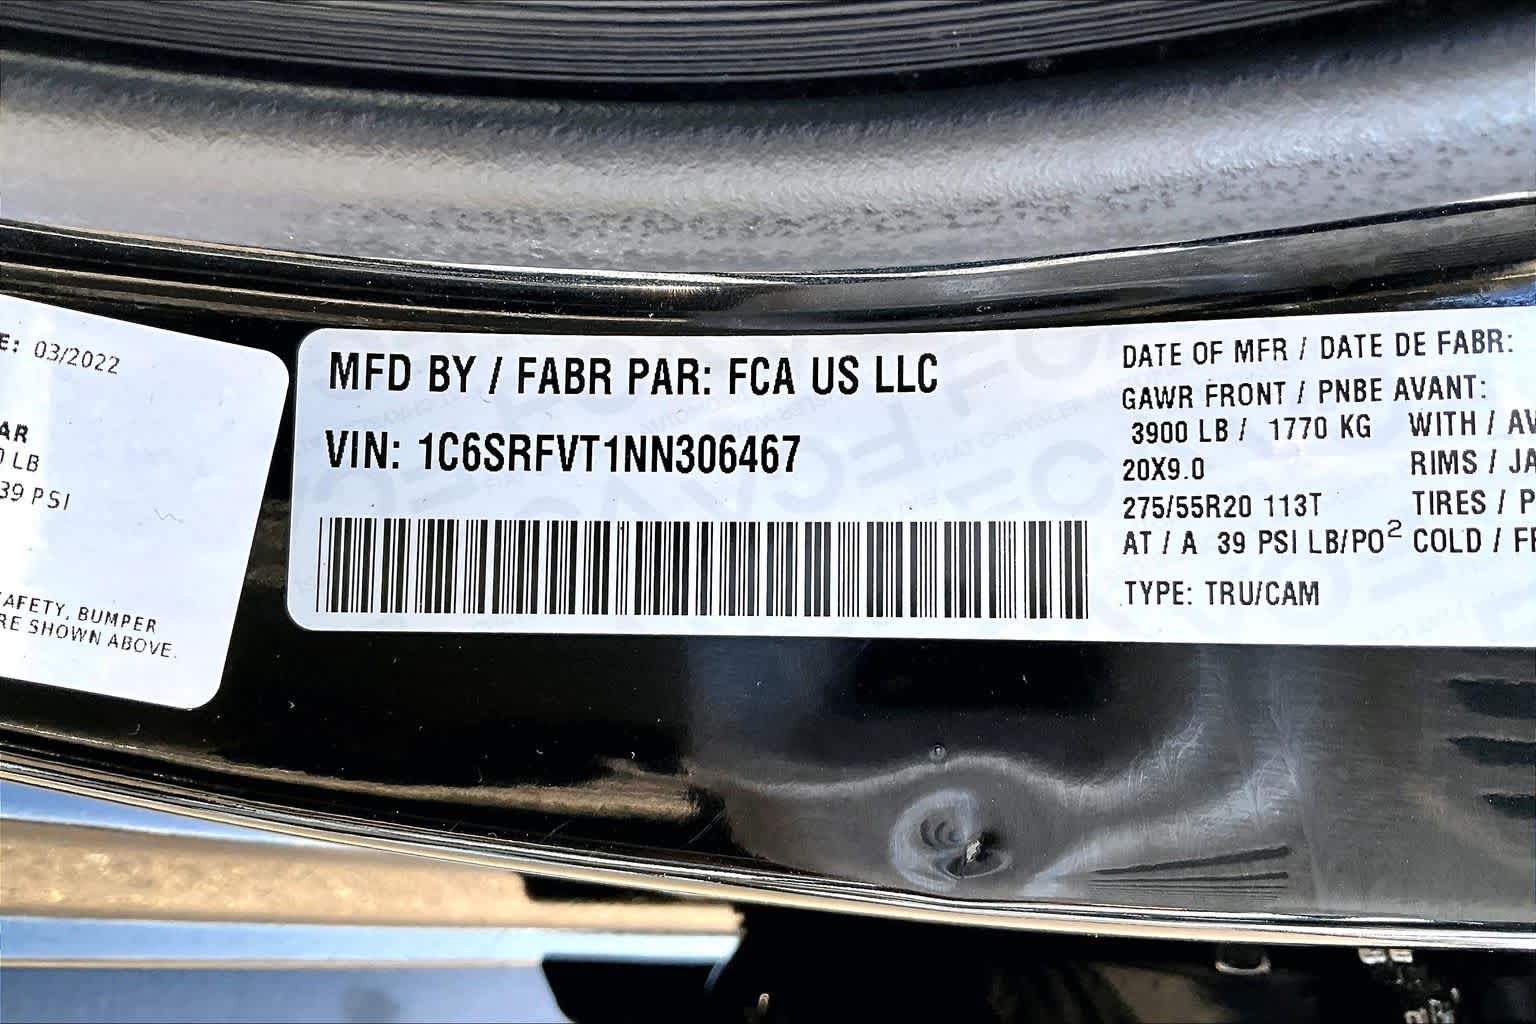 E: 03/2022
AR
0 LB
39 PSI
AFETY, BUMPER
RE SHOWN ABOVE.
MFD BY / FABR PAR: FCA US LLC
VIN: 1C6SRFVT1NN306467
DATE OF MFR / DATE DE FABR:
GAWR FRONT / PNBE AVANT:
3900 LB / 1770 KG WITH / AV
20X9.0 RIMS / JA
275/55R20 113T TIRES / P
AT / A 39 PSI LB/PO² COLD / FR
TYPE: TRU/CAM